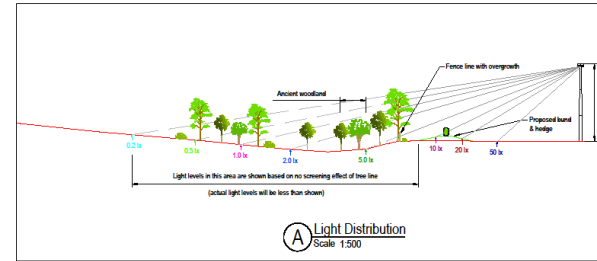 Fence line with overgrowth
Ancient woodland
Proposed bund
& hedge
0.2 lx
0.5 lx
1.0 lx
2.0 lx
5.0 lx
10 lx
20 lx
50 lx
Light levels in this area are shown based on no screening effect of tree line
(actual light levels will be less than shown)
A
Light Distribution
Scale 1:500